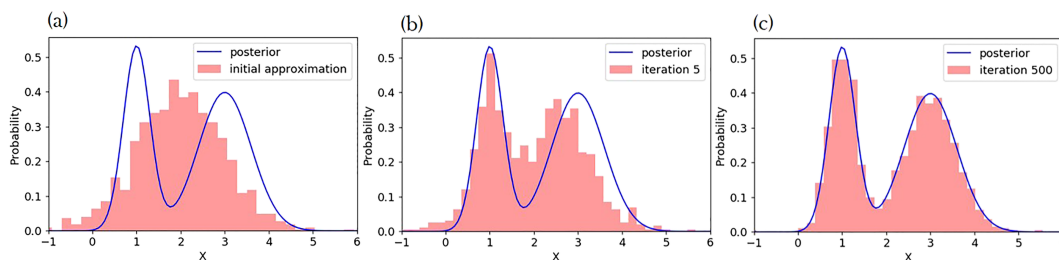 (a)
posterior
initial approximation
Probability
0.5
0.4
0.3
0.2
0.1
0.0
−1 0 1 2 3 4 5 6
X
(b)
posterior
iteration 5
Probability
0.5
0.4
0.3
0.2
0.1
0.0
−1 0 1 2 3 4 5 6
X
(c)
posterior
iteration 500
Probability
0.5
0.4
0.3
0.2
0.1
0.0
−1 0 1 2 3 4 5
X